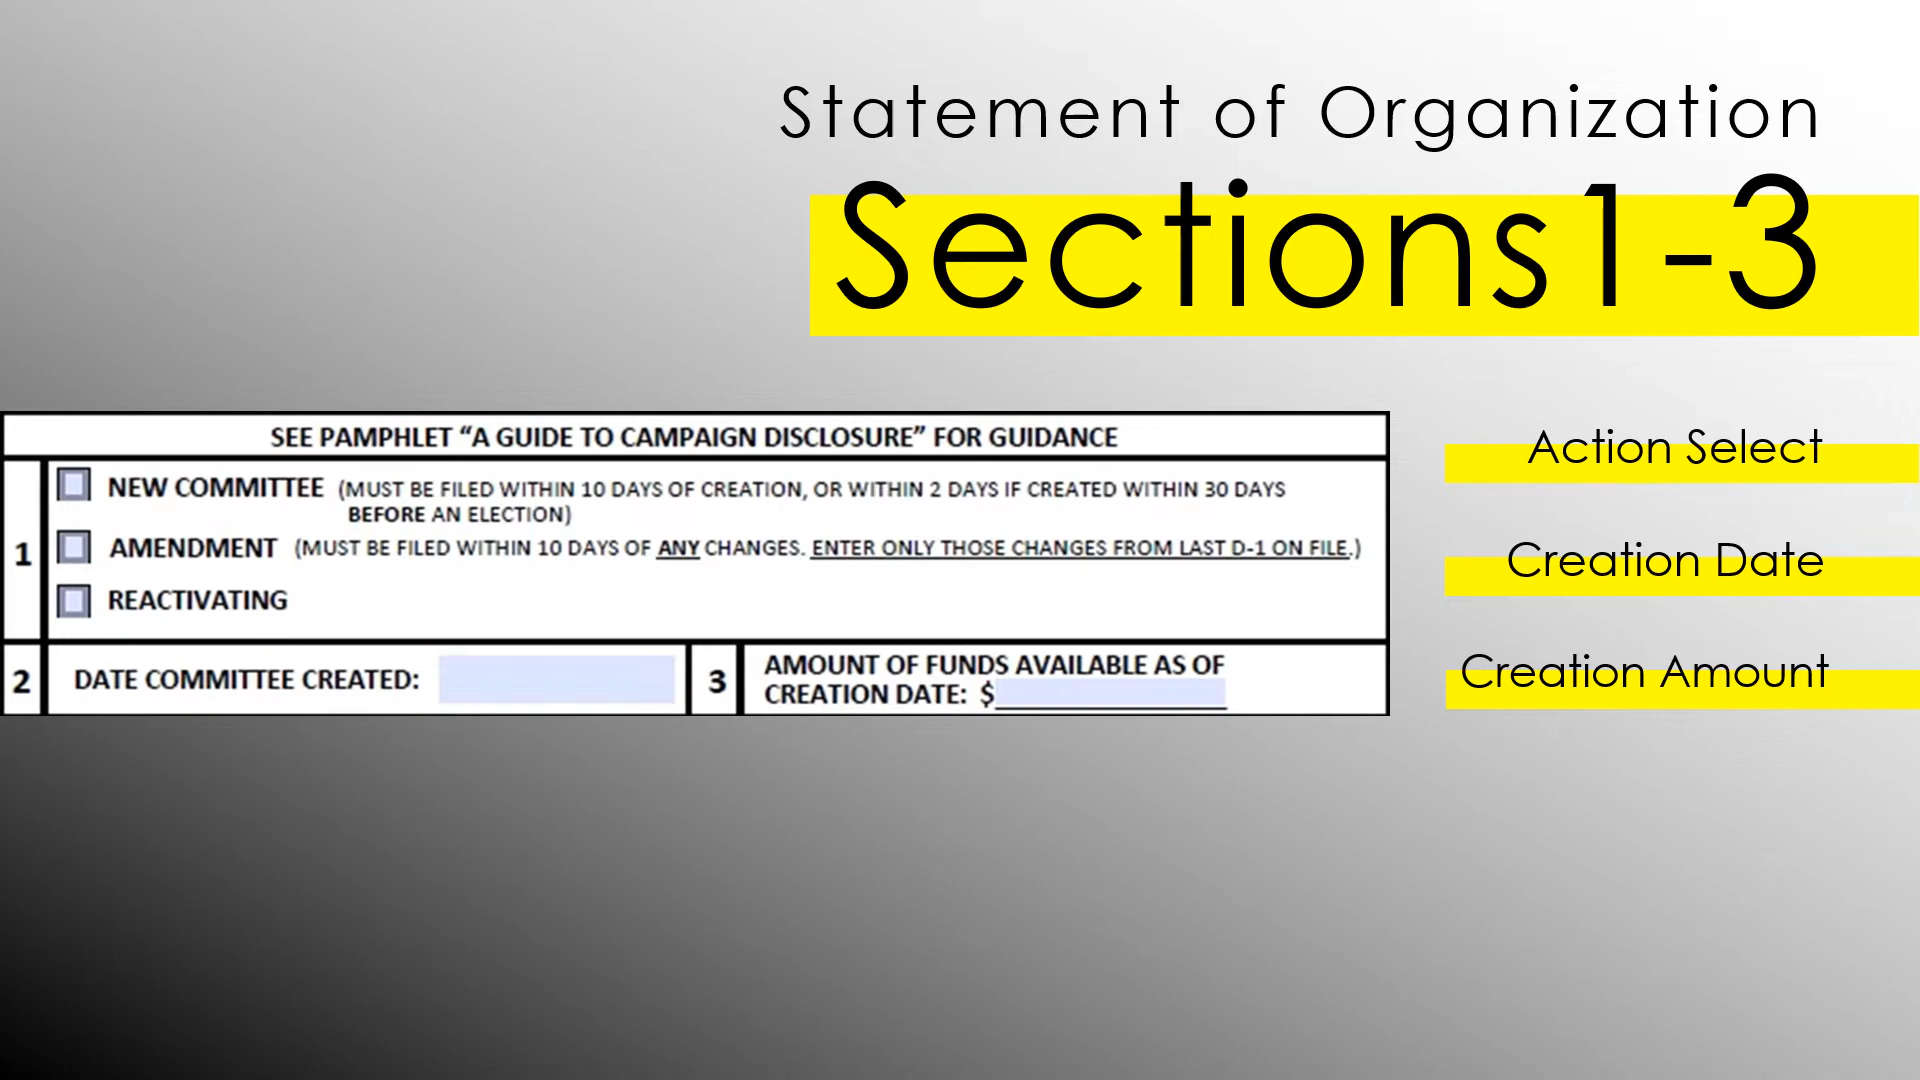 Statement of Organization
Sections1-3
SEE PAMPHLET “A GUIDE TO CAMPAIGN DISCLOSURE” FOR GUIDANCE
1
NEW COMMITTEE (MUST BE FILED WITHIN 10 DAYS OF CREATION, OR WITHIN 2 DAYS IF CREATED WITHIN 30 DAYS
BEFORE AN ELECTION)
AMENDMENT (MUST BE FILED WITHIN 10 DAYS OF ANY CHANGES. ENTER ONLY THOSE CHANGES FROM LAST D-1 ON FILE.)
REACTIVATING
2 DATE COMMITTEE CREATED:
3 AMOUNT OF FUNDS AVAILABLE AS OF
CREATION DATE: $
Action Select
Creation Date
Creation Amount